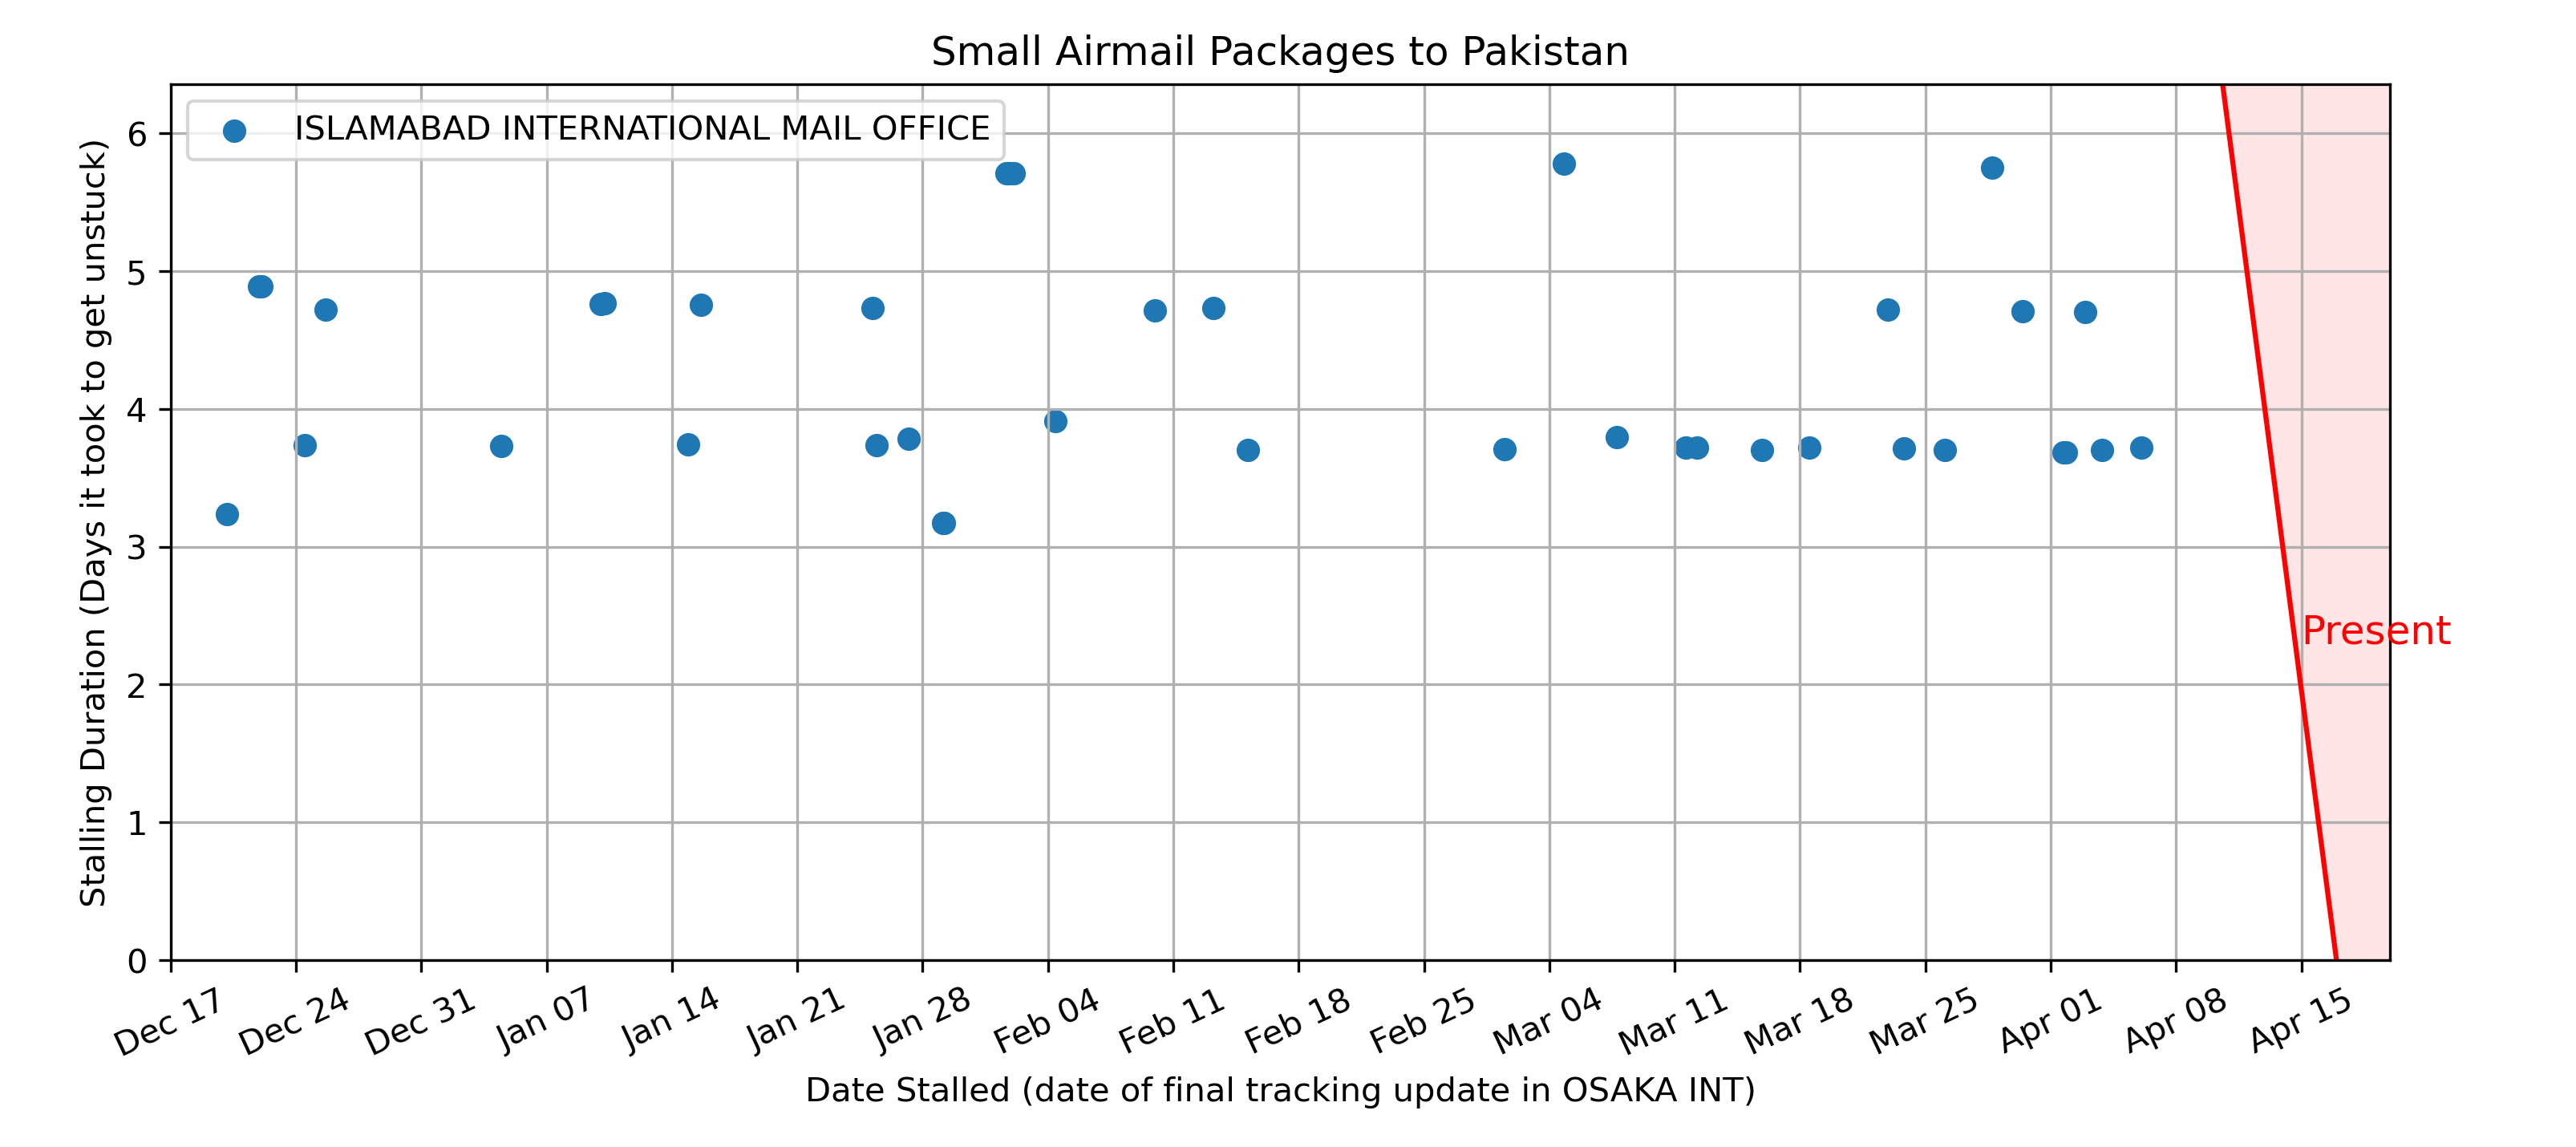 Small Airmail Packages to Pakistan
ISLAMABAD INTERNATIONAL MAIL OFFICE
Stalling Duration (Days it took to get unstuck)
6
5
4
3
2
1
0
Present
Dec 17
Dec 24
Dec 31
Jan 07
Jan 14
Jan 21
Jan 28
Feb 04
Feb 11
Feb 18
Feb 25
Mar 04
Mar 11
Mar 18
Mar 25
Apr 01
Apr 08
Apr 15
Date Stalled (date of final tracking update in OSAKA INT)